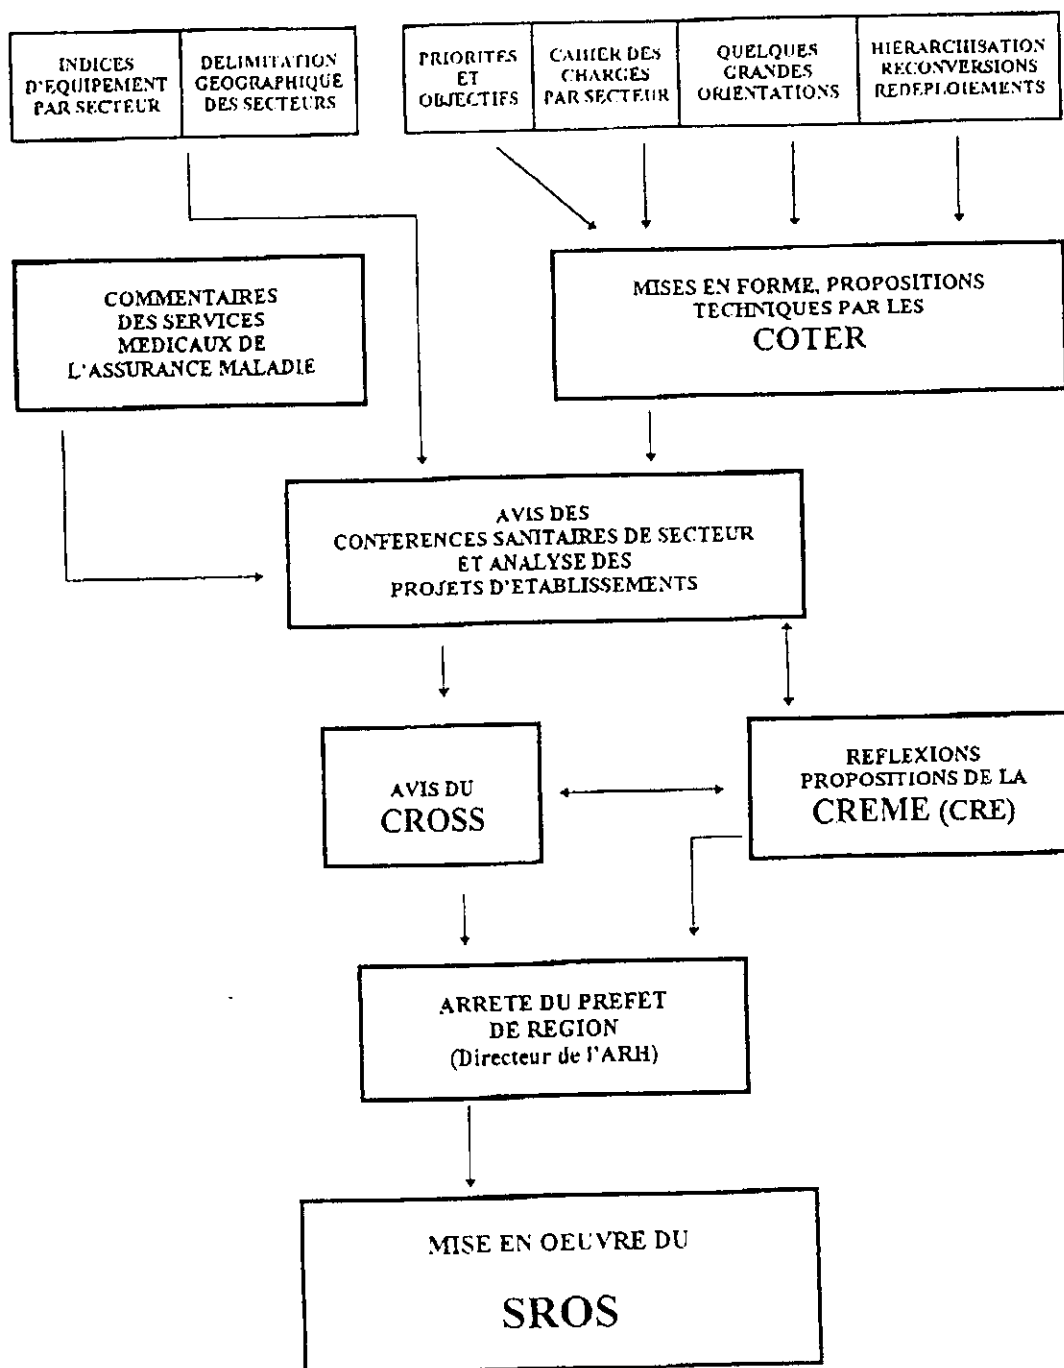 INDICES
D'EQUIPEMENT
PAR SECTEUR
DELIMITATION
GEOGRAPHIQUE
DES SECTEURS
PRIORITES
ET
OBJECTIFS
CAHIER DES
CHARGES
PAR SECTEUR
QUELQUES
GRANDES
ORIENTATIONS
HIERARCHISATION
RECONVERSIONS
REDEPLOIEMENTS
COMMENTAIRES
DES SERVICES
MEDICAUX DE
L'ASSURANCE MALADIE
MISES EN FORME, PROPOSITIONS
TECHNIQUES PAR LES
COTER
AVIS DES
CONFERENCES SANITAIRES DE SECTEUR
ET ANALYSE DES
PROJETS D'ETABLISSEMENTS
AVIS DU
CROSS
REFLEXIONS
PROPOSITIONS DE LA
CREME (CRE)
ARRETE DU PREFET
DE REGION
(Directeur de l'ARH)
MISE EN OEUVRE DU
SROS